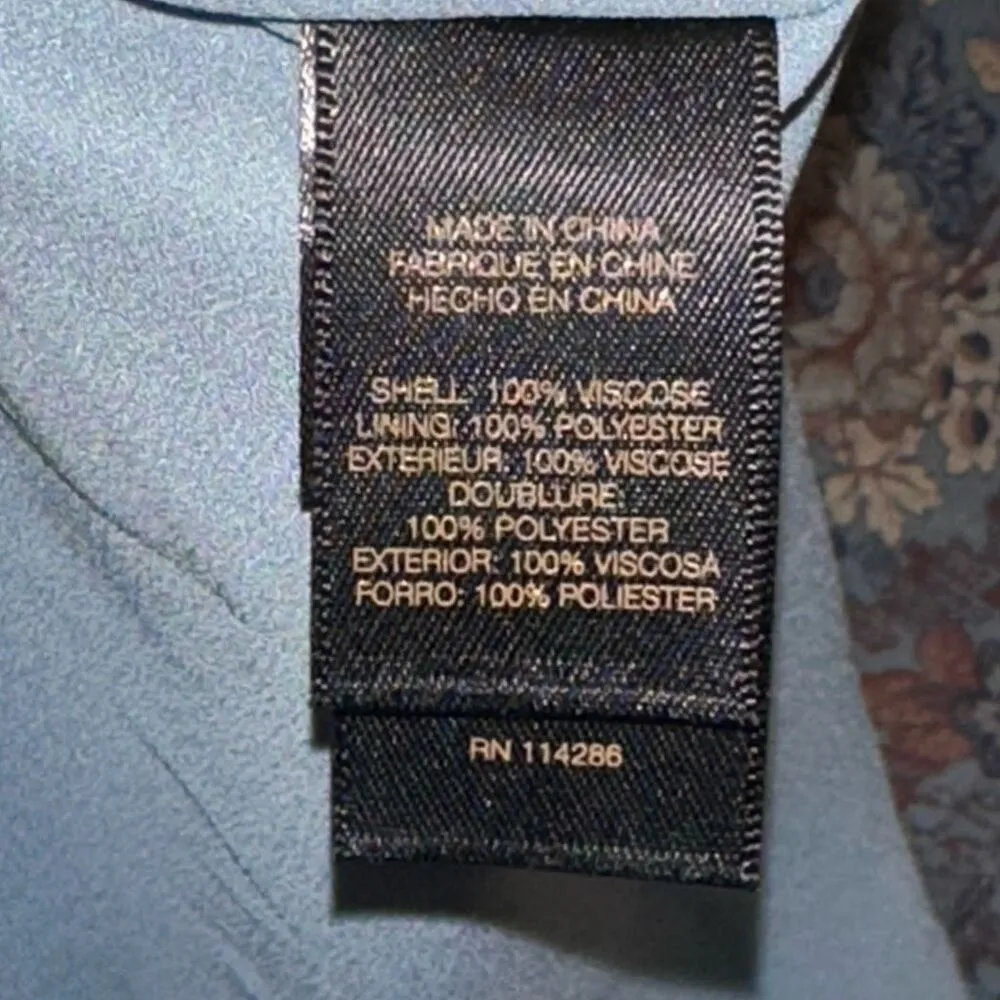 MADE IN CHINA
FABRIQUE EN CHINE
HECHO EN CHINA
SHELL: 100% VISCOSE
LINING: 100% POLYESTER
EXTERIEUR: 100% VISCOSE
DOUBLURE:
100% POLYESTER
EXTERIOR: 100% VISCOSA
FORRO: 100% POLIESTER
RN 114286